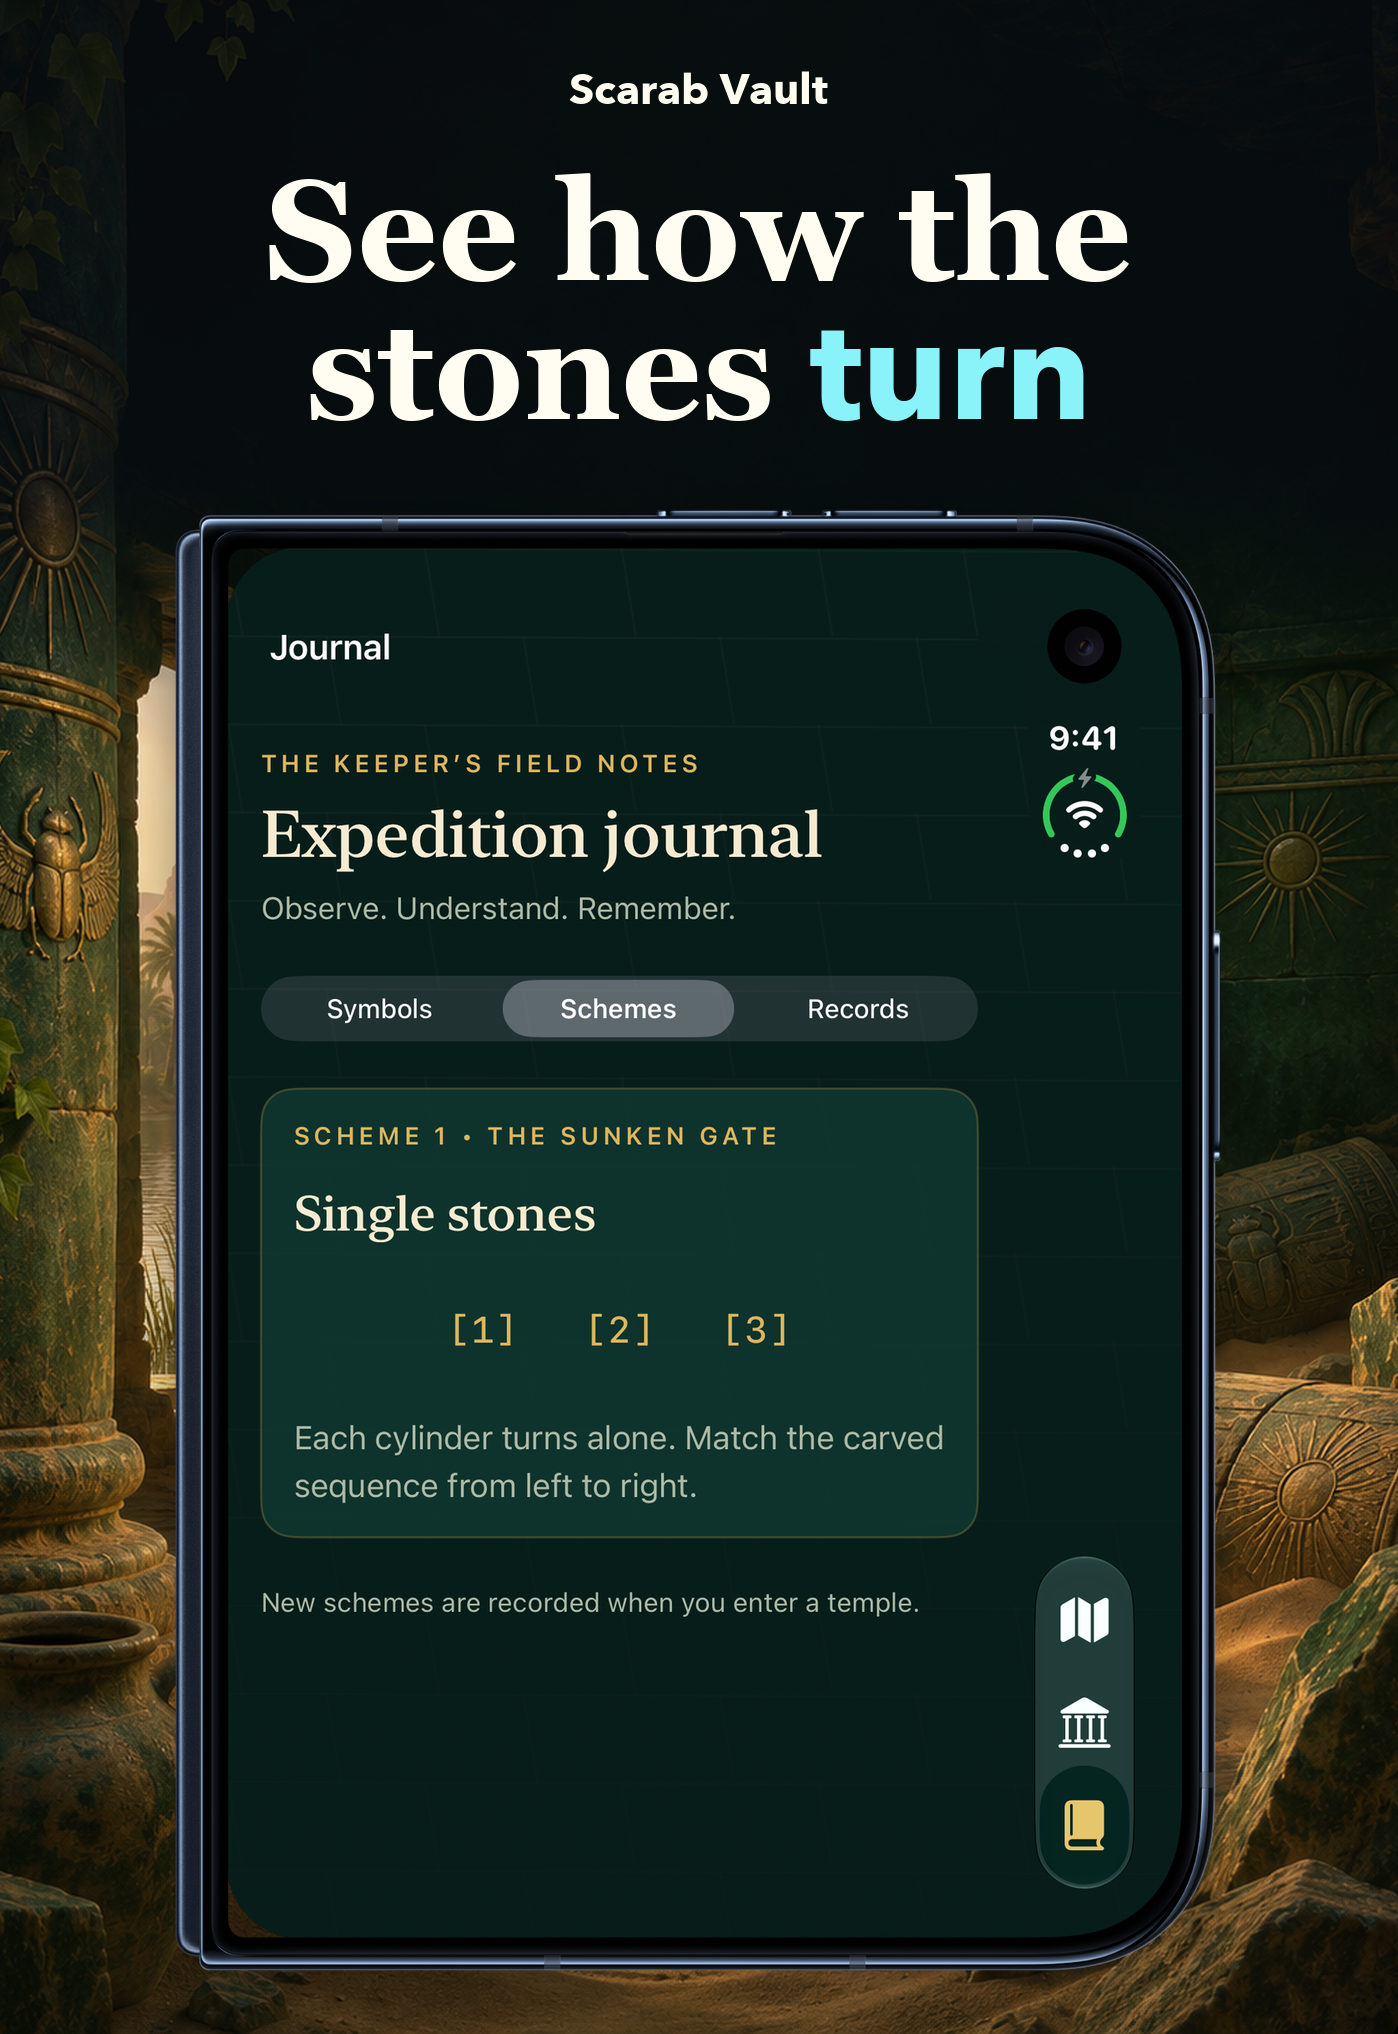 Scarab Vault
See how the
stones turn
Journal
9:41
THE KEEPER’S FIELD NOTES
Expedition journal
Observe. Understand. Remember.
Symbols
Schemes
Records
SCHEME 1 • THE SUNKEN GATE
Single stones
[1] [2] [3]
Each cylinder turns alone. Match the carved
sequence from left to right.
New schemes are recorded when you enter a temple.